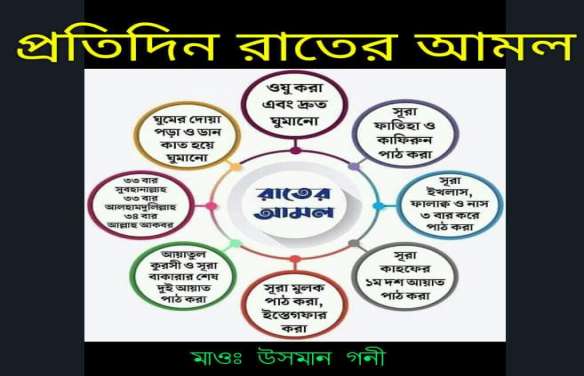 প্রতিদিন রাতের আমল
ওযু করা
এবং দ্রুত
ঘুমানো
সূরা
ফাতিহা ও
কাফিরুন
পাঠ করা
সূরা
ইখলাস,
ফালাক্ব ও নাস
৩ বার করে
পাঠ করা
সূরা
কাহফের
১ম দশ আয়াত
পাঠ করা
সূরা মুলক
পাঠ করা,
ইস্তেগফার
করা
আয়াতুল
কুরসী ও সূরা
বাকারার শেষ
দুই আয়াত
পাঠ করা
৩৩ বার
সুবহানাল্লাহ
৩৩ বার
আলহামদুলিল্লাহ
৩৪ বার
আল্লাহু আকবর
ঘুমের দোয়া
পড়া ও ডান
কাত হয়ে
ঘুমানো
রাতের
আমল
মাওঃ উসমান গনী